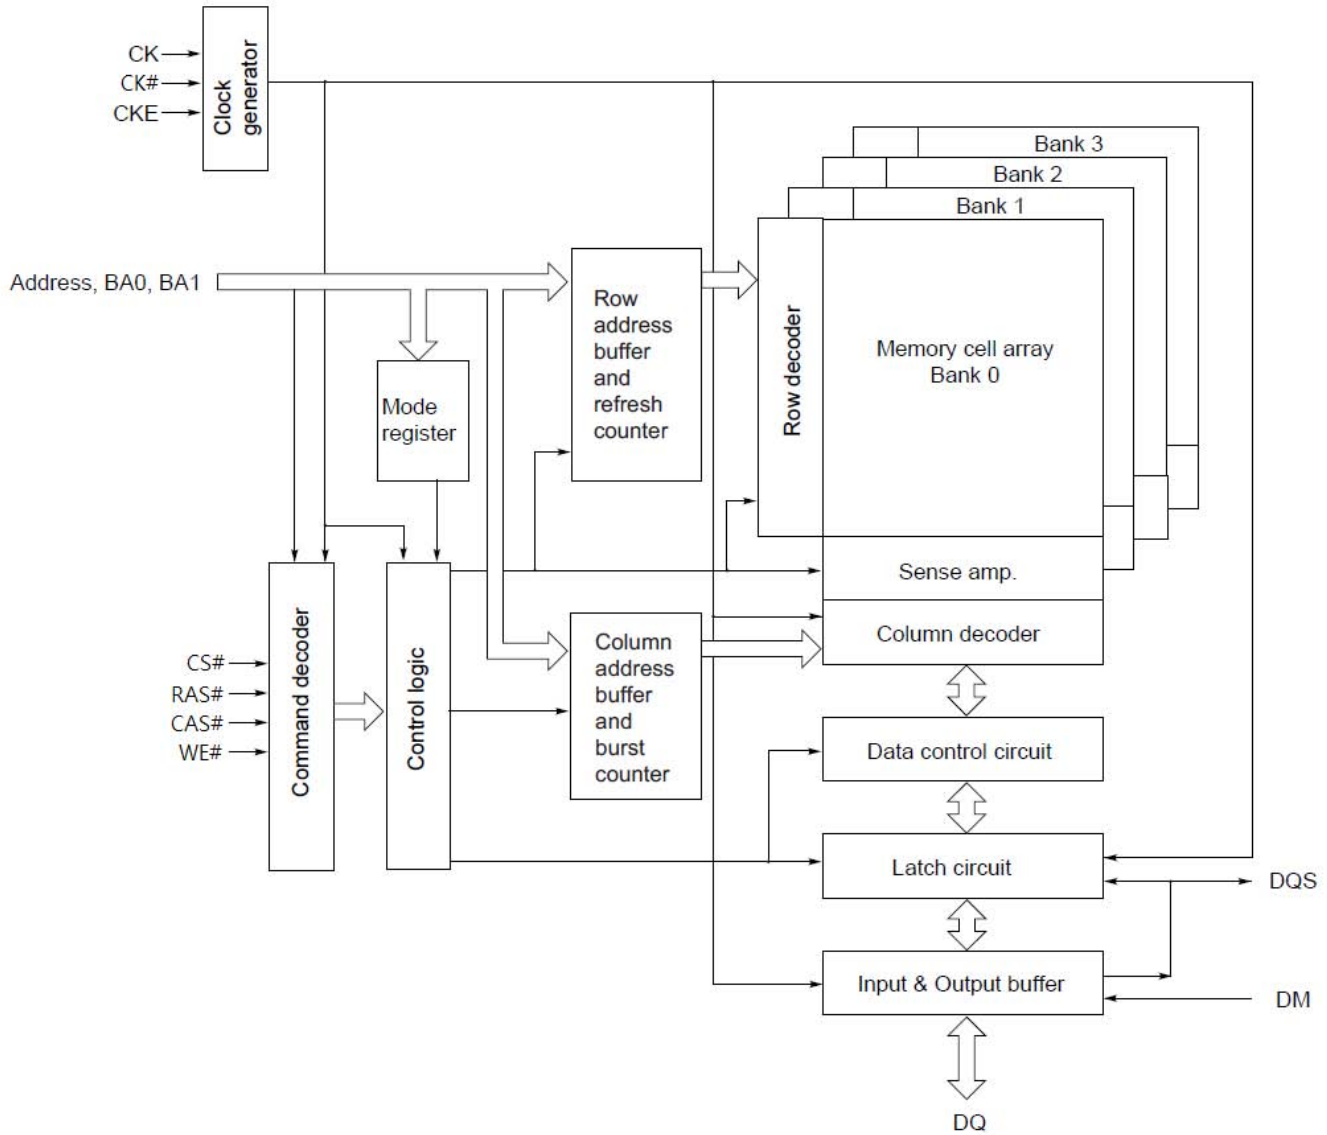 CK
CK#
CKE
Clock
generator
Bank 3
Bank 2
Bank 1
Address, BA0, BA1
Row
address
buffer
and
refresh
counter
Row decoder
Memory cell array
Bank 0
Mode
register
Sense amp.
Column decoder
CS#
RAS#
CAS#
WE#
Command decoder
Control logic
Column
address
buffer
and
burst
counter
Data control circuit
Latch circuit
DQS
Input & Output buffer
DM
DQ